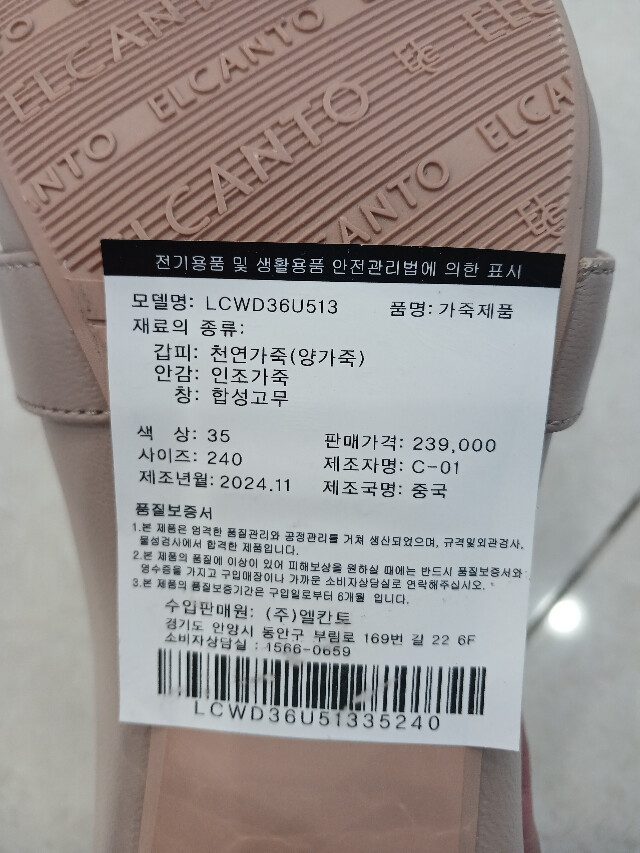 ELCANTO
ELCANTO EC
ELCANTO EC
NTO ELCANTO ELCANTO
ELCANTO EC
전기용품 및 생활용품 안전관리법에 의한 표시
모델명: LCWD36U513 품명: 가죽제품
재료의 종류:
갑피: 천연가죽(양가죽)
안감: 인조가죽
창: 합성고무
색 상: 35 판매가격: 239,000
사이즈: 240 제조자명: C-01
제조년월: 2024.11 제조국명: 중국
품질보증서
1.본 제품은 엄격한 품질관리와 공정관리를 거쳐 생산되었으며, 규격및외관검사,
물성검사에서 합격한 제품입니다.
2.본 제품의 품질에 이상이 있어 피해보상을 원하실 때에는 반드시 품질보증서와
영수증을 가지고 구입매장이나 가까운 소비자상담실로 연락해주십시오.
3.본 제품의 품질보증기간은 구입일로부터 6개월 입니다.
수입판매원: (주)엘칸토
경기도 안양시 동안구 부림로 169번 길 22 6F
소비자상담실 : 1566-0659
LCWD36U51335240